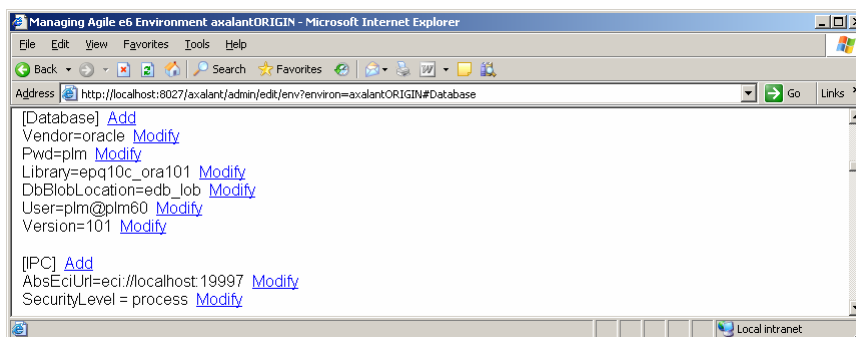 Managing Agile e6 Environment axalantORIGIN - Microsoft Internet Explorer
File Edit View Favorites Tools Help
Back Search Favorites
Address http://localhost:8027/axalant/admin/edit/env?environ=axalantORIGIN#Database Go Links
[Database] Add
Vendor=oracle Modify
Pwd=plm Modify
Library=epq10c_ora101 Modify
DbBlobLocation=edb_lob Modify
User=plm@plm60 Modify
Version=101 Modify
[IPC] Add
AbsEciUrl=eci://localhost:19997 Modify
SecurityLevel = process Modify
Local intranet